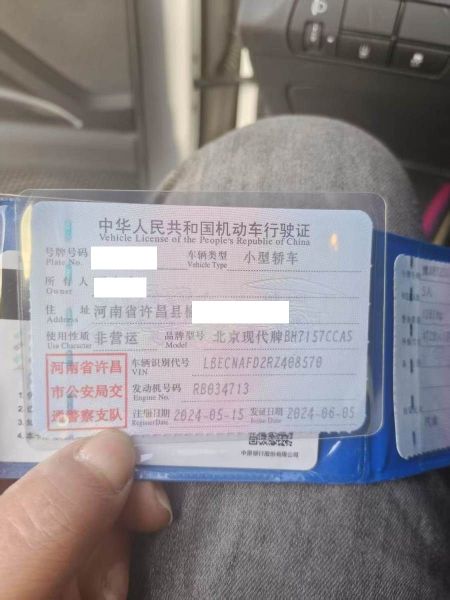 中华人民共和国机动车行驶证
Vehicle License of the People's Republic of China
号牌号码
Plate No.
车辆类型 小型轿车
Vehicle Type
所有人
Owner
住址 河南省许昌县
Address
使用性质 非营运 品牌型号 北京现代牌BH7157CCAS
Use Character Model
河南省许昌
市公安局交
通警察支队
车辆识别代号 LBECNAFD2RZ408570
VIN
发动机号码 RB034713
Engine No.
注册日期 2024-05-15 发证日期 2024-06-05
Register Date Issue Date